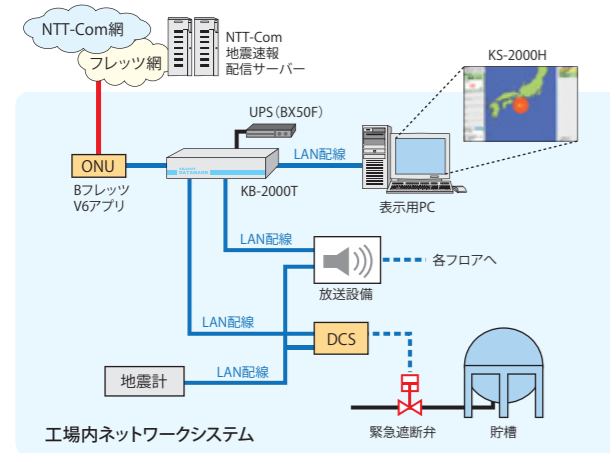 NTT-Com網
フレッツ網
NTT-Com
地震速報
配信サーバー
KS-2000H
UPS(BX50F)
LAN配線
ONU
Bフレッツ
V6アプリ
KB-2000T
表示用PC
LAN配線
各フロアへ
放送設備
LAN配線
DCS
地震計
LAN配線
緊急遮断弁
貯槽
工場内ネットワークシステム